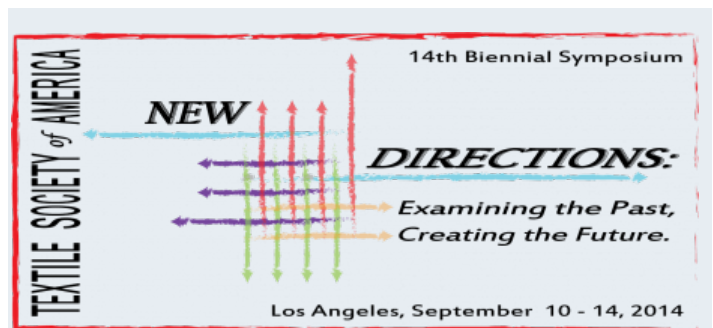 TEXTILE SOCIETY of AMERICA
14th Biennial Symposium
NEW
DIRECTIONS:
Examining the Past,
Creating the Future.
Los Angeles, September 10 - 14, 2014